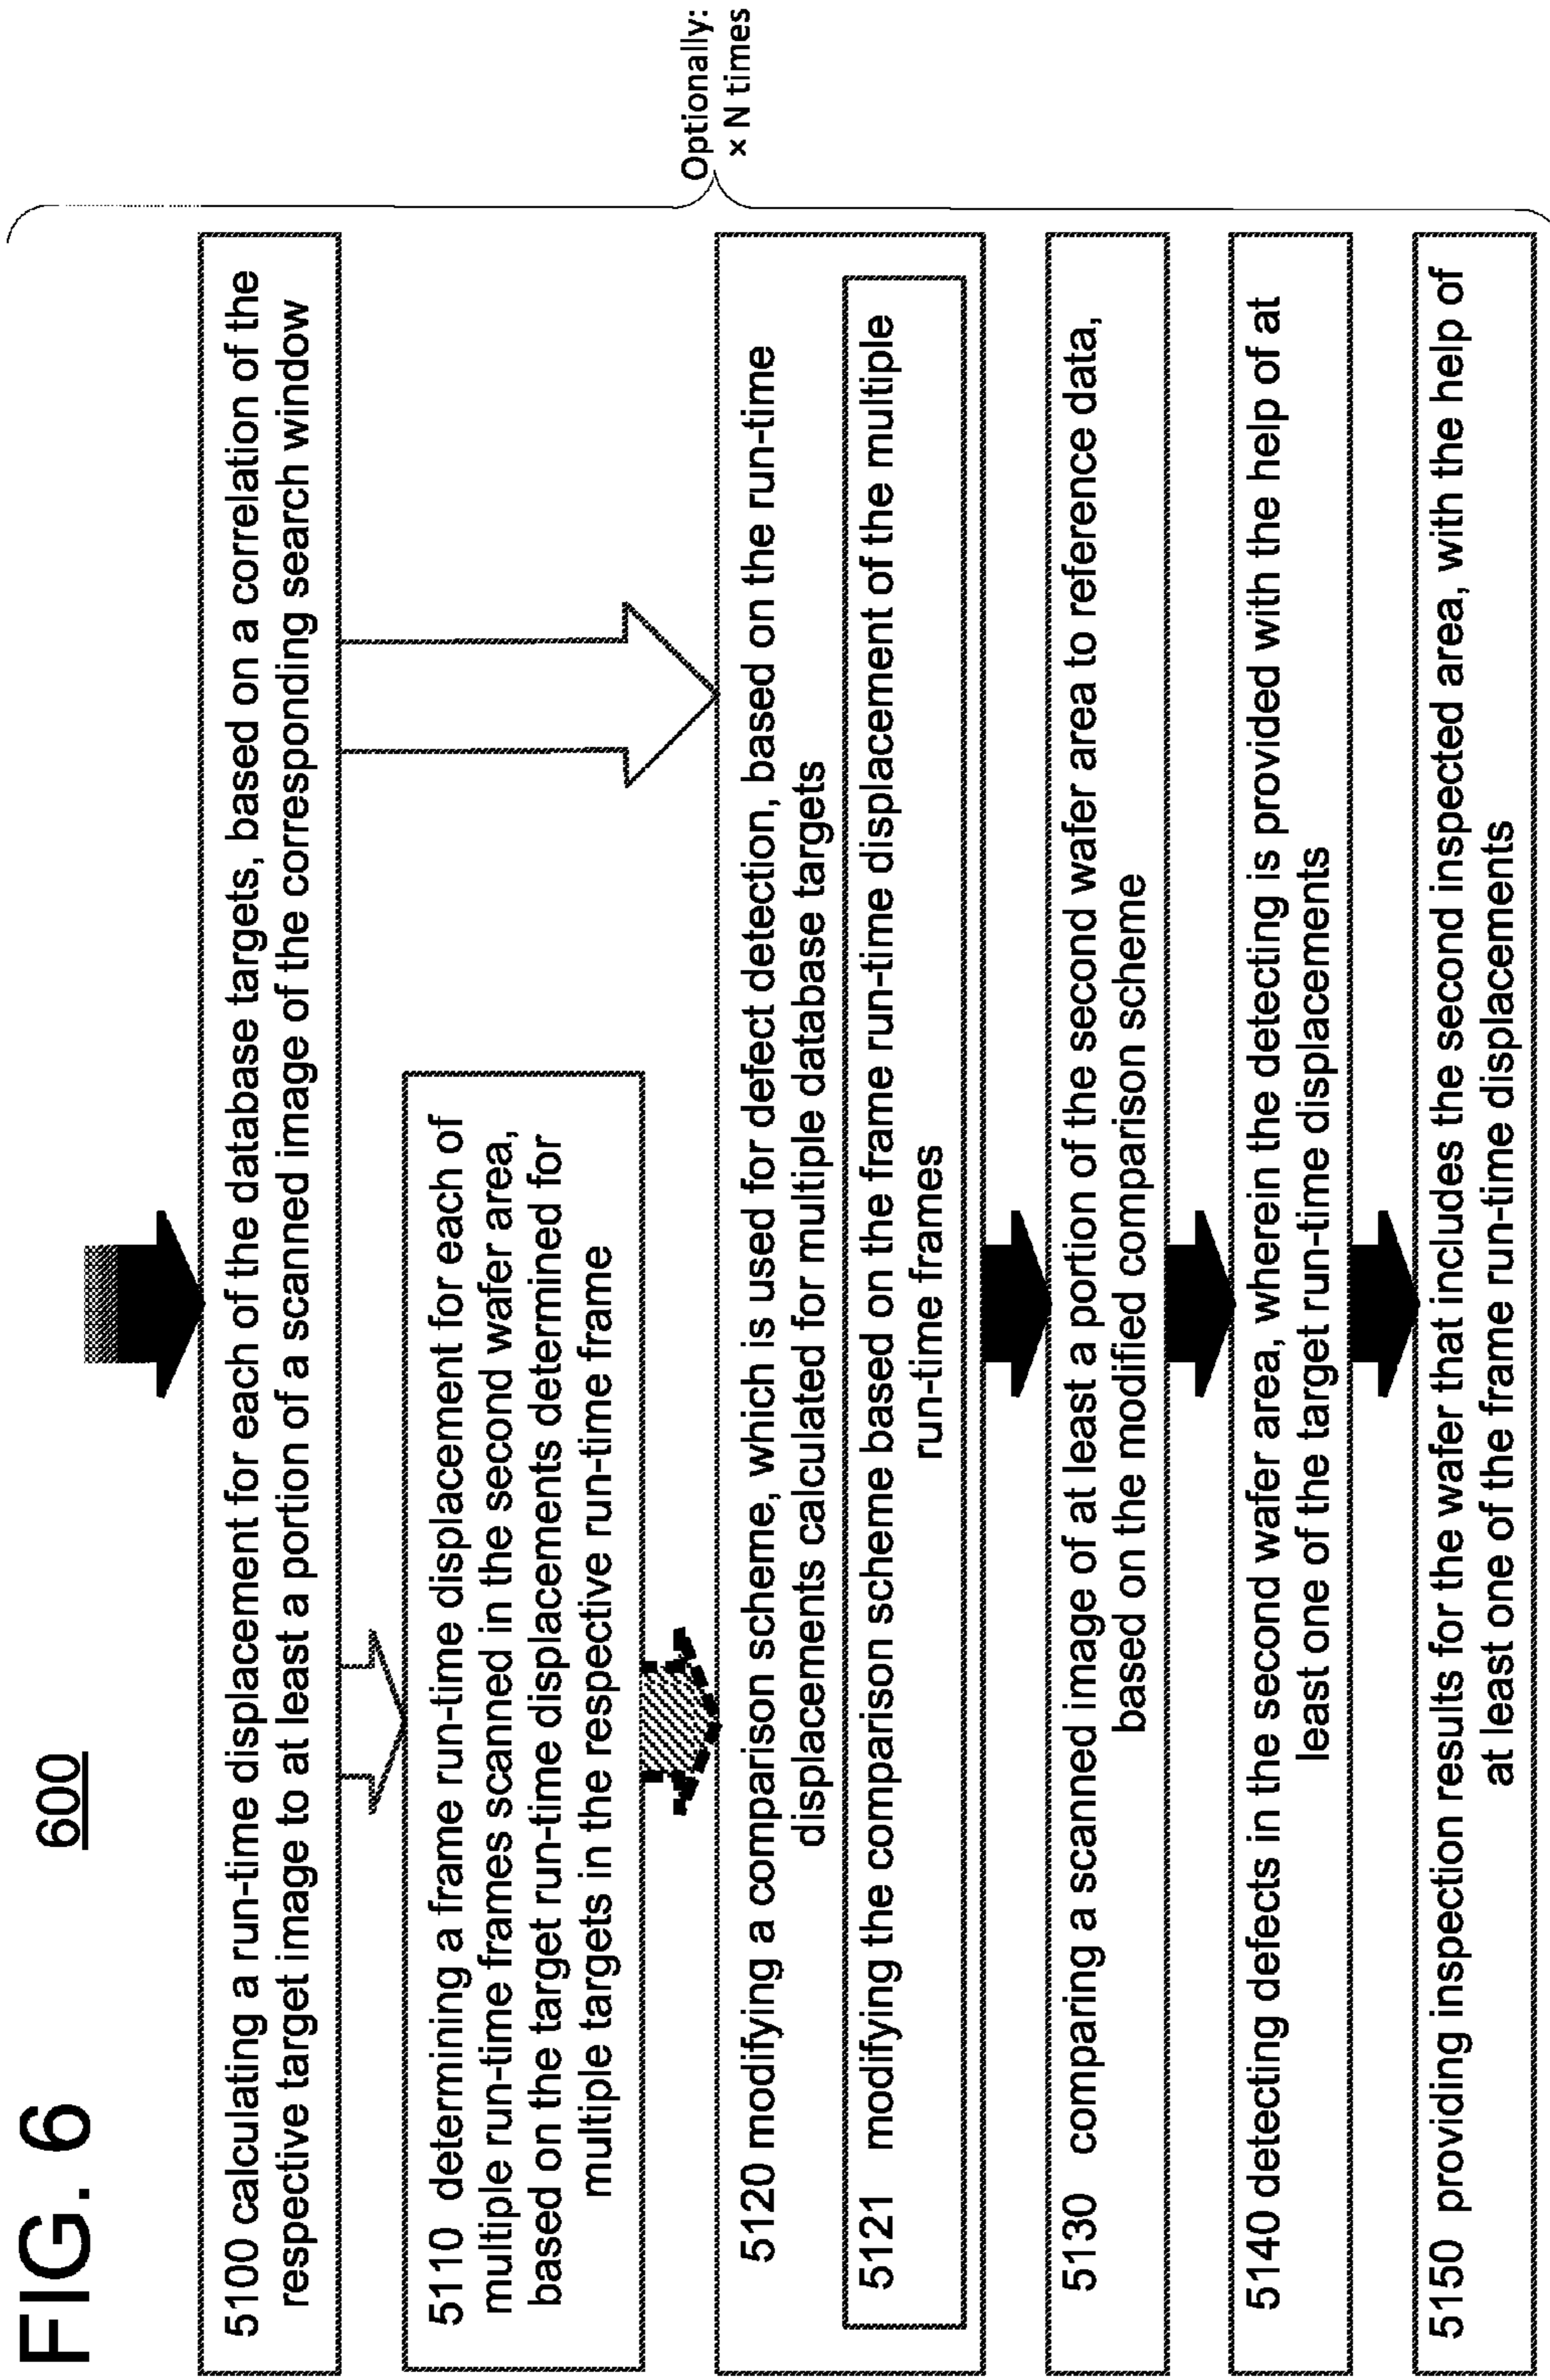 FIG. 6
600
5100 calculating a run-time displacement for each of the database targets, based on a correlation of the
respective target image to at least a portion of a scanned image of the corresponding search window
5110 determining a frame run-time displacement for each of
multiple run-time frames scanned in the second wafer area,
based on the target run-time displacements determined for
multiple targets in the respective run-time frame
5120 modifying a comparison scheme, which is used for defect detection, based on the run-time
displacements calculated for multiple database targets
5121 modifying the comparison scheme based on the frame run-time displacement of the multiple
run-time frames
5130 comparing a scanned image of at least a portion of the second wafer area to reference data,
based on the modified comparison scheme
5140 detecting defects in the second wafer area, wherein the detecting is provided with the help of at
least one of the target run-time displacements
5150 providing inspection results for the wafer that includes the second inspected area, with the help of
at least one of the frame run-time displacements
Optionally:
× N times